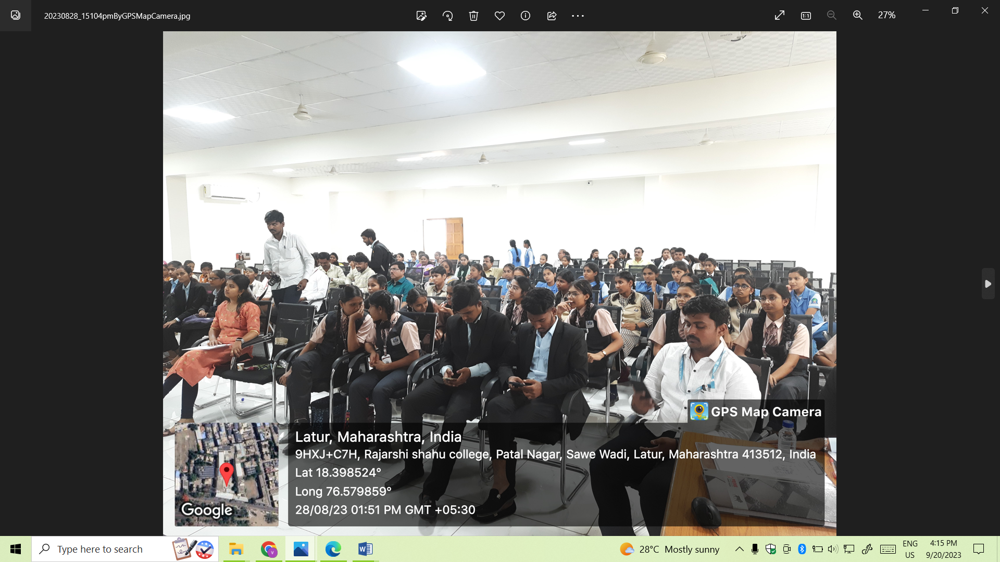 20230828_15104pmByGPSMapCamera.jpg
27%
GPS Map Camera
Latur, Maharashtra, India
9HXJ+C7H, Rajarshi shahu college, Patal Nagar, Sawe Wadi, Latur, Maharashtra 413512, India
Lat 18.398524°
Long 76.579859°
28/08/23 01:51 PM GMT +05:30
Google
Type here to search
28°C Mostly sunny
ENG
US
4:15 PM
9/20/2023